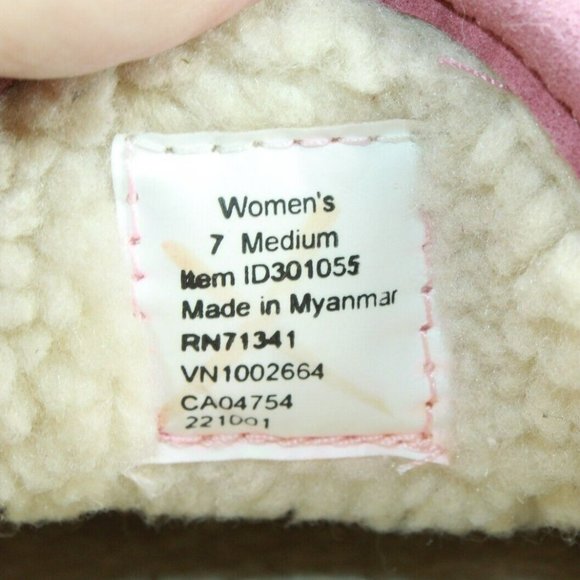 Women's
7 Medium
Item ID301055
Made in Myanmar
RN71341
VN1002664
CA04754
221001